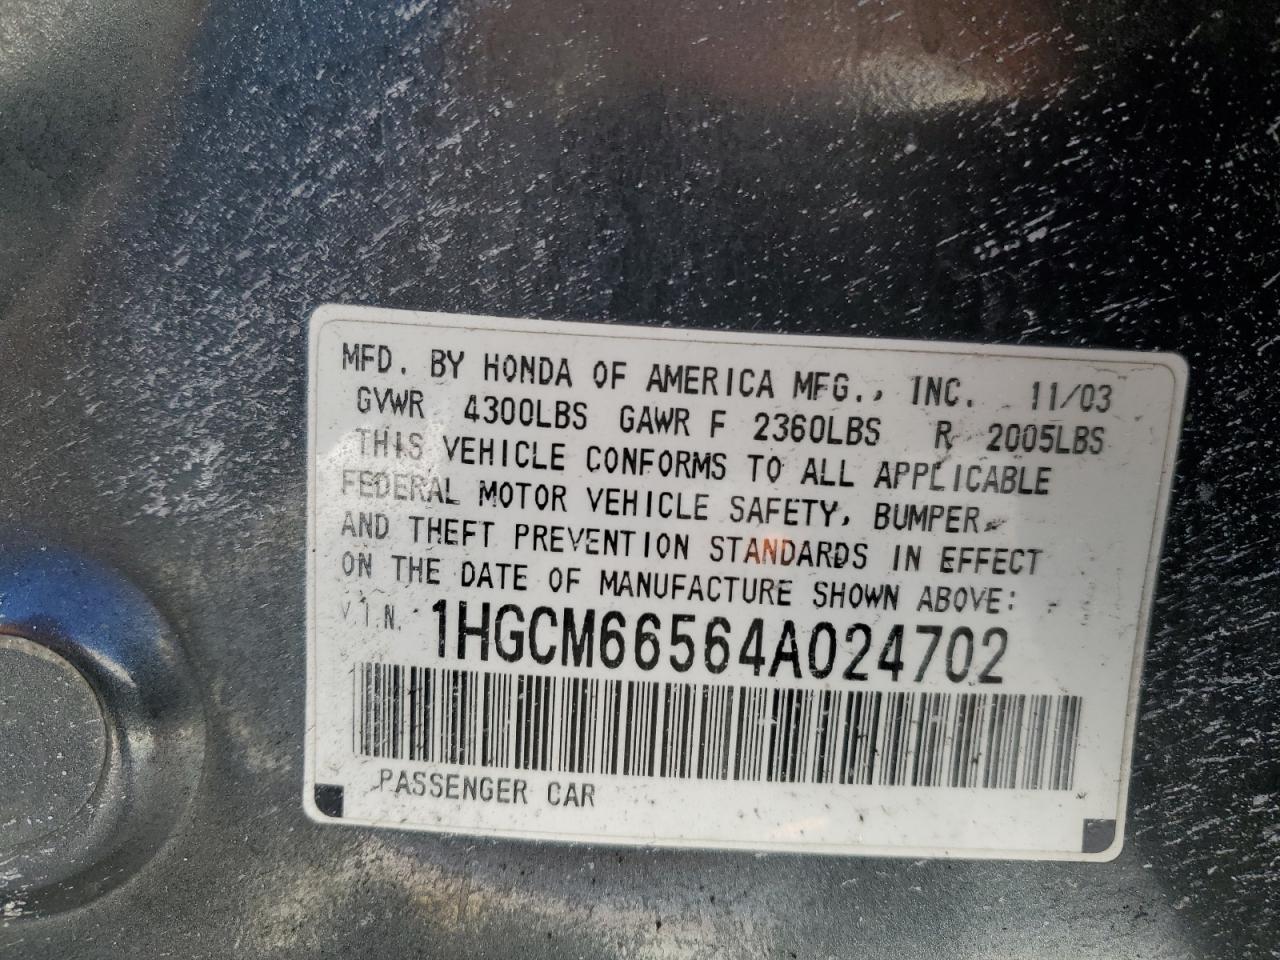 MFD. BY HONDA OF AMERICA MFG., INC. 11/03
GVWR 4300LBS GAWR F 2360LBS R 2005LBS
THIS VEHICLE CONFORMS TO ALL APPLICABLE
FEDERAL MOTOR VEHICLE SAFETY, BUMPER,
AND THEFT PREVENTION STANDARDS IN EFFECT
ON THE DATE OF MANUFACTURE SHOWN ABOVE:
V.I.N. 1HGCM66564A024702
PASSENGER CAR